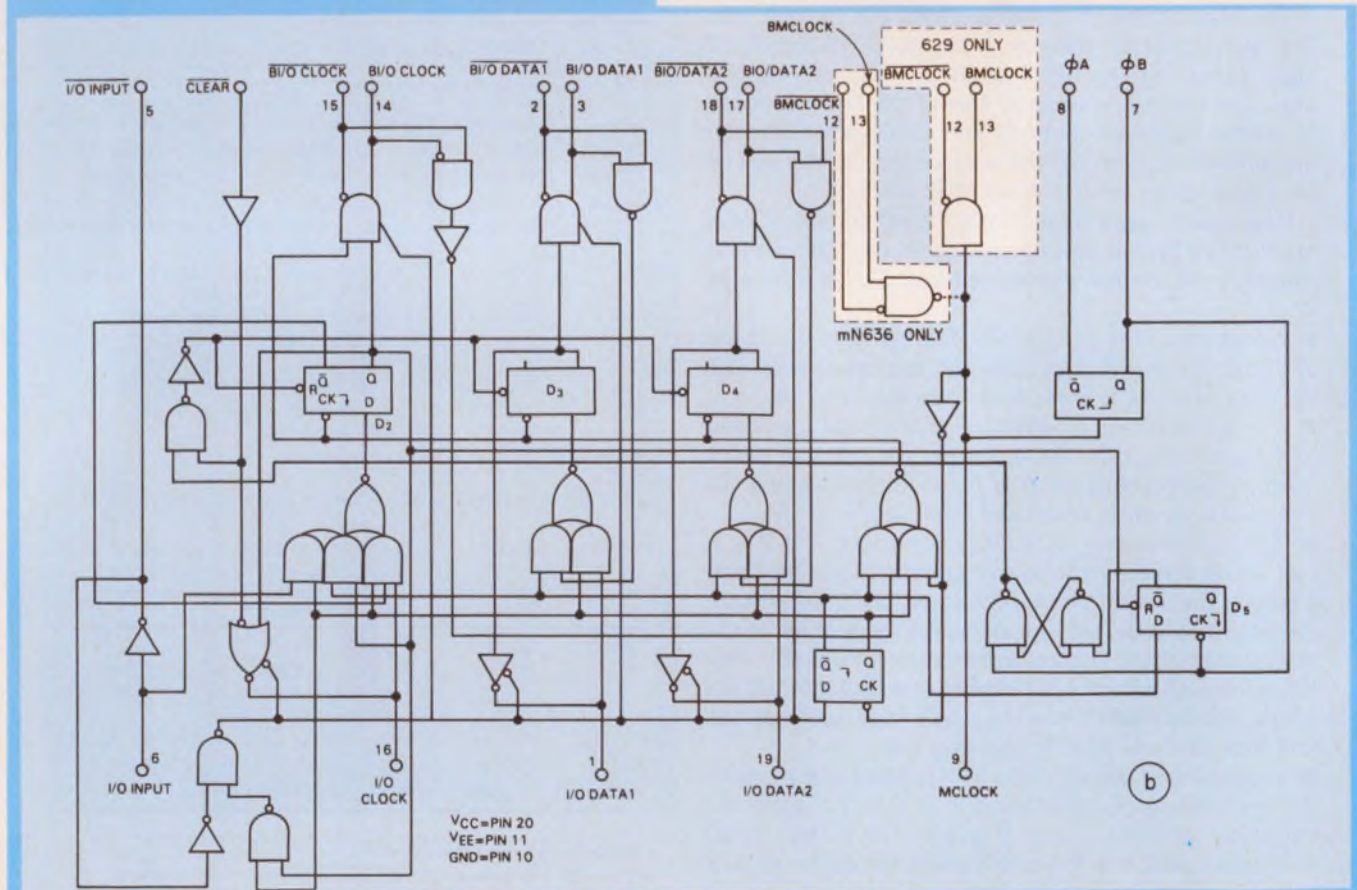 BMCLOCK
629 ONLY
I/O INPUT
CLEAR
BI/O CLOCK
BI/O CLOCK
BI/O DATA1
BI/O DATA1
BIO/DATA2
BIO/DATA2
BMCLOCK
BMCLOCK
BMCLOCK
φA
φB
5
15
14
2
3
18
17
12
13
12
13
8
7
mN636 ONLY
R
Q̄
Q
CK
D
D2
D3
D4
Q̄
Q
CK
Q̄
Q
D
CK
R
Q̄
Q
D
CK
D5
6
I/O INPUT
16
I/O
CLOCK
1
I/O DATA1
19
I/O DATA2
9
MCLOCK
b
VCC=PIN 20
VEE=PIN 11
GND=PIN 10